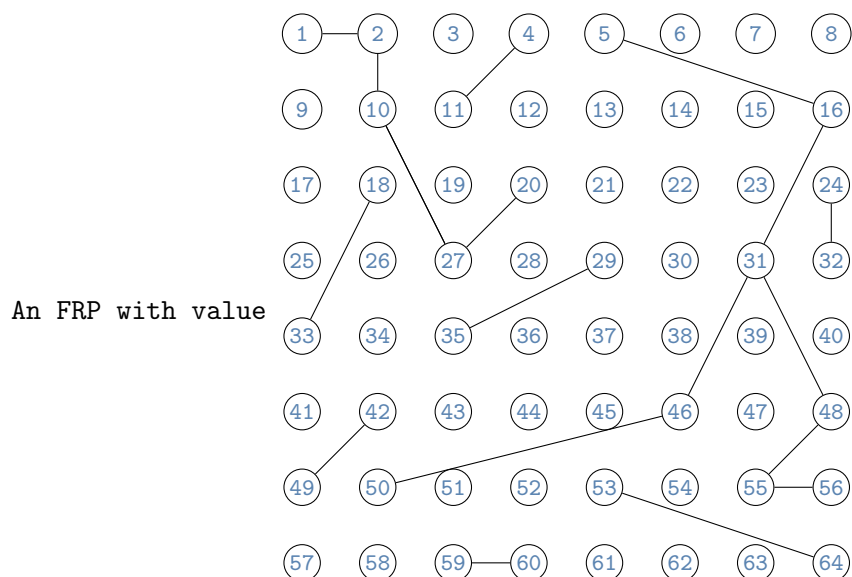 1 2 3 4 5 6 7 8
9 10 11 12 13 14 15 16
17 18 19 20 21 22 23 24
25 26 27 28 29 30 31 32
An FRP with value
33 34 35 36 37 38 39 40
41 42 43 44 45 46 47 48
49 50 51 52 53 54 55 56
57 58 59 60 61 62 63 64